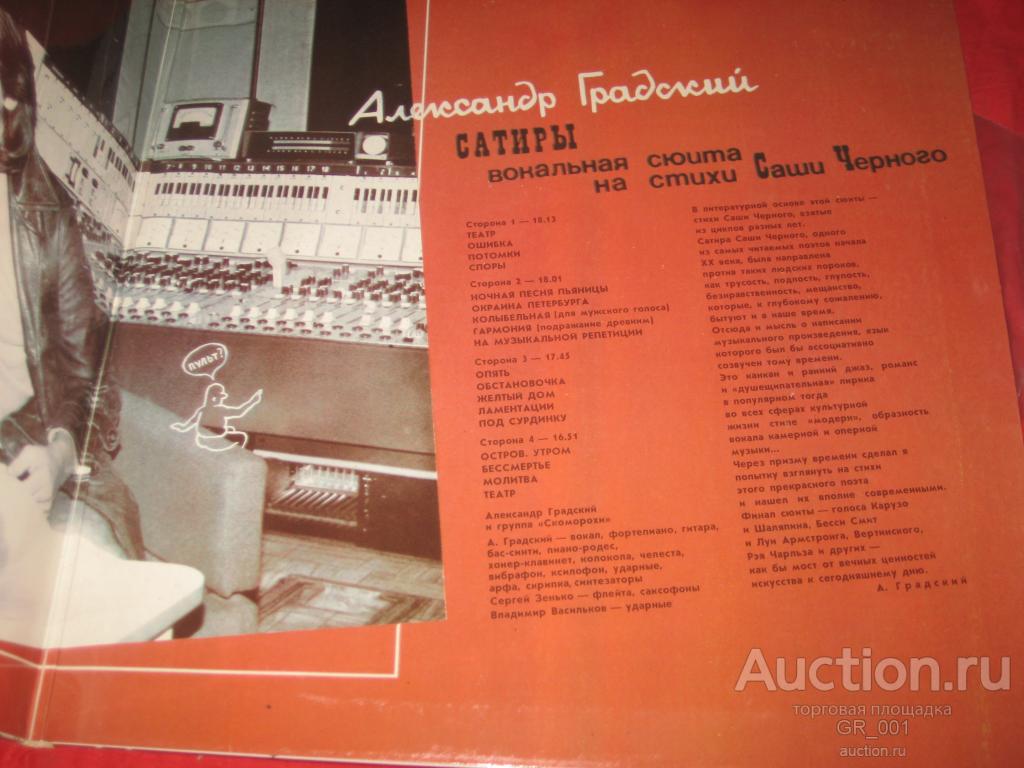 Александр Градский
САТИРЫ
вокальная сюита
на стихи Саши Черного
Сторона 1 — 18.13
ТЕАТР
ОШИБКА
ПОТОМКИ
СПОРЫ
Сторона 2 — 18.01
НОЧНАЯ ПЕСНЯ ПЬЯНИЦЫ
ОКРАИНА ПЕТЕРБУРГА
КОЛЫБЕЛЬНАЯ (для мужского голоса)
ГАРМОНИЯ (подражание древним)
НА МУЗЫКАЛЬНОЙ РЕПЕТИЦИИ
Сторона 3 — 17.45
ОПЯТЬ
ОБСТАНОВОЧКА
ЖЕЛТЫЙ ДОМ
ЛАМЕНТАЦИИ
ПОД СУРДИНКУ
Сторона 4 — 16.51
ОСТРОВ. УТРОМ
БЕССМЕРТЬЕ
МОЛИТВА
ТЕАТР
Александр Градский
и группа «Скоморохи»
А. Градский — вокал, фортепиано, гитара,
бас-синти, пиано-родес,
хонер-клавинет, колокола, челеста,
вибрафон, ксилофон, ударные,
арфа, скрипка, синтезаторы
Сергей Зенько — флейта, саксофоны
Владимир Васильков — ударные
В литературной основе этой сюиты —
стихи Саши Черного, взятые
из циклов разных лет.
Сатира Саши Черного, одного
из самых читаемых поэтов начала
XX века, была направлена
против таких людских пороков,
как трусость, подлость, глупость,
безнравственность, мещанство,
которые, к глубокому сожалению,
бытуют и в наше время.
Отсюда и мысль о написании
музыкального произведения, язык
которого был бы ассоциативно
созвучен тому времени.
Это канкан и ранний джаз, романс
и «душещипательная» лирика
в популярном тогда
во всех сферах культурной
жизни стиле «модерн», образность
вокала камерной и оперной
музыки...
Через призму времени сделал я
попытку взглянуть на стихи
этого прекрасного поэта
и нашел их вполне современными.
Финал сюиты — голоса Карузо
и Шаляпина, Бесси Смит
и Луи Армстронга, Вертинского,
Рэя Чарльза и других —
как бы мост от вечных ценностей
искусства к сегодняшнему дню.
А. Градский
ПУЛЬТ?
Auction.ru
торговая площадка
GR_001
auction.ru